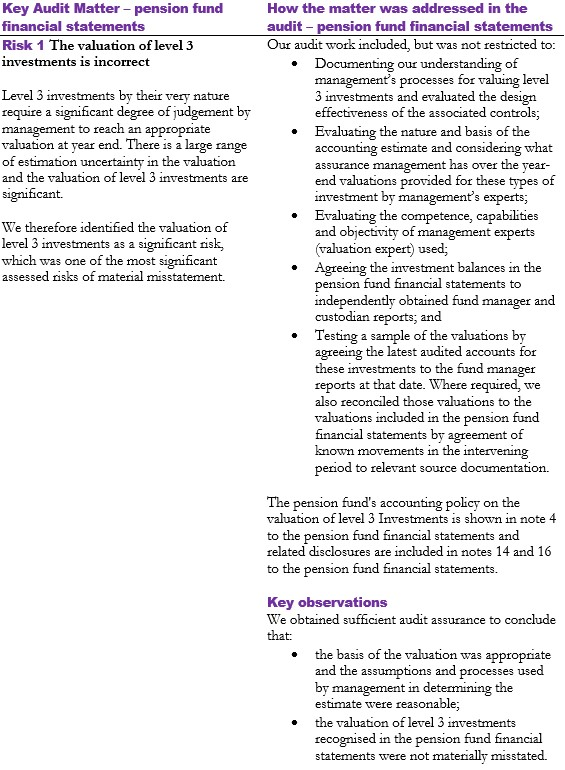 Key Audit Matter – pension fund
financial statements
How the matter was addressed in the
audit – pension fund financial statements
Risk 1 The valuation of level 3
investments is incorrect
Level 3 investments by their very nature
require a significant degree of judgement by
management to reach an appropriate
valuation at year end. There is a large range
of estimation uncertainty in the valuation
and the valuation of level 3 investments are
significant.
We therefore identified the valuation of
level 3 investments as a significant risk,
which was one of the most significant
assessed risks of material misstatement.
Our audit work included, but was not restricted to:
• Documenting our understanding of
management's processes for valuing level
3 investments and evaluated the design
effectiveness of the associated controls;
• Evaluating the nature and basis of the
accounting estimate and considering what
assurance management has over the year-
end valuations provided for these types of
investment by management's experts;
• Evaluating the competence, capabilities
and objectivity of management experts
(valuation expert) used;
• Agreeing the investment balances in the
pension fund financial statements to
independently obtained fund manager and
custodian reports; and
• Testing a sample of the valuations by
agreeing the latest audited accounts for
these investments to the fund manager
reports at that date. Where required, we
also reconciled those valuations to the
valuations included in the pension fund
financial statements by agreement of
known movements in the intervening
period to relevant source documentation.
The pension fund's accounting policy on the
valuation of level 3 Investments is shown in note 4
to the pension fund financial statements and
related disclosures are included in notes 14 and 16
to the pension fund financial statements.
Key observations
We obtained sufficient audit assurance to conclude
that:
• the basis of the valuation was appropriate
and the assumptions and processes used
by management in determining the
estimate were reasonable;
• the valuation of level 3 investments
recognised in the pension fund financial
statements were not materially misstated.